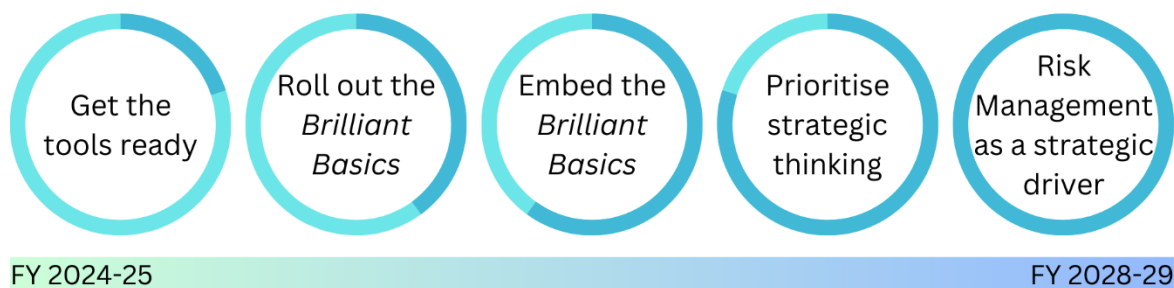 Get the
tools ready
Roll out the
Brilliant
Basics
Embed the
Brilliant
Basics
Prioritise
strategic
thinking
Risk
Management
as a strategic
driver
FY 2024-25
FY 2028-29